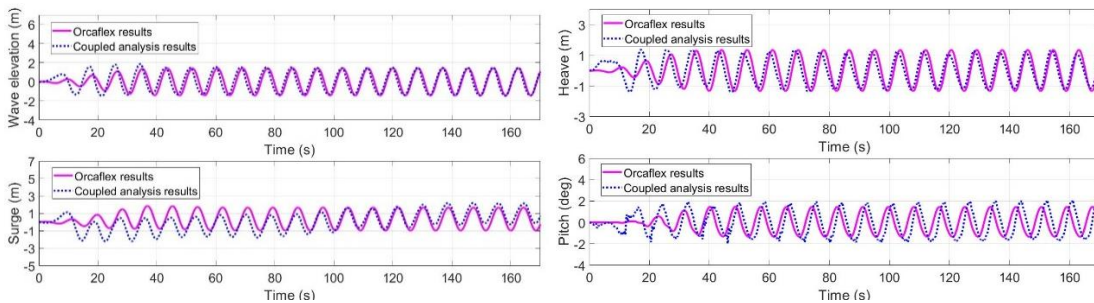 Wave elevation (m)
6
4
2
0
-2
-4
Orcaflex results
Coupled analysis results
0 20 40 60 80 100 120 140 160
Time (s)
Heave (m)
3
1
-1
-3
Orcaflex results
Coupled analysis results
0 20 40 60 80 100 120 140 160
Time (s)
Surge (m)
7
5
3
1
-1
-3
-5
Orcaflex results
Coupled analysis results
0 20 40 60 80 100 120 140 160
Time (s)
Pitch (deg)
6
4
2
0
-2
-4
Orcaflex results
Coupled analysis results
0 20 40 60 80 100 120 140 160
Time (s)